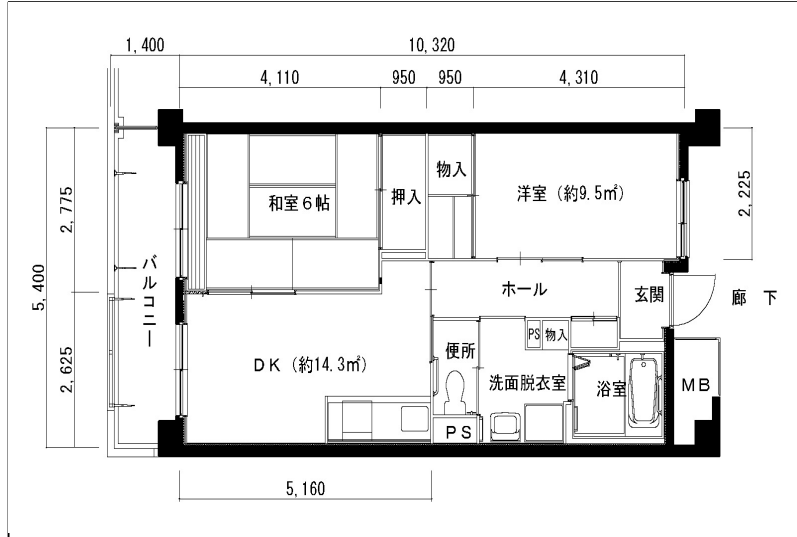 1,400
10,320
4,110
950
950
4,310
2,775
5,400
2,625
2,225
物入
和室6帖
押入
洋室(約9.5㎡)
バルコニー
ホール
玄関
廊下
PS
物入
便所
DK(約14.3㎡)
洗面脱衣室
浴室
MB
PS
5,160